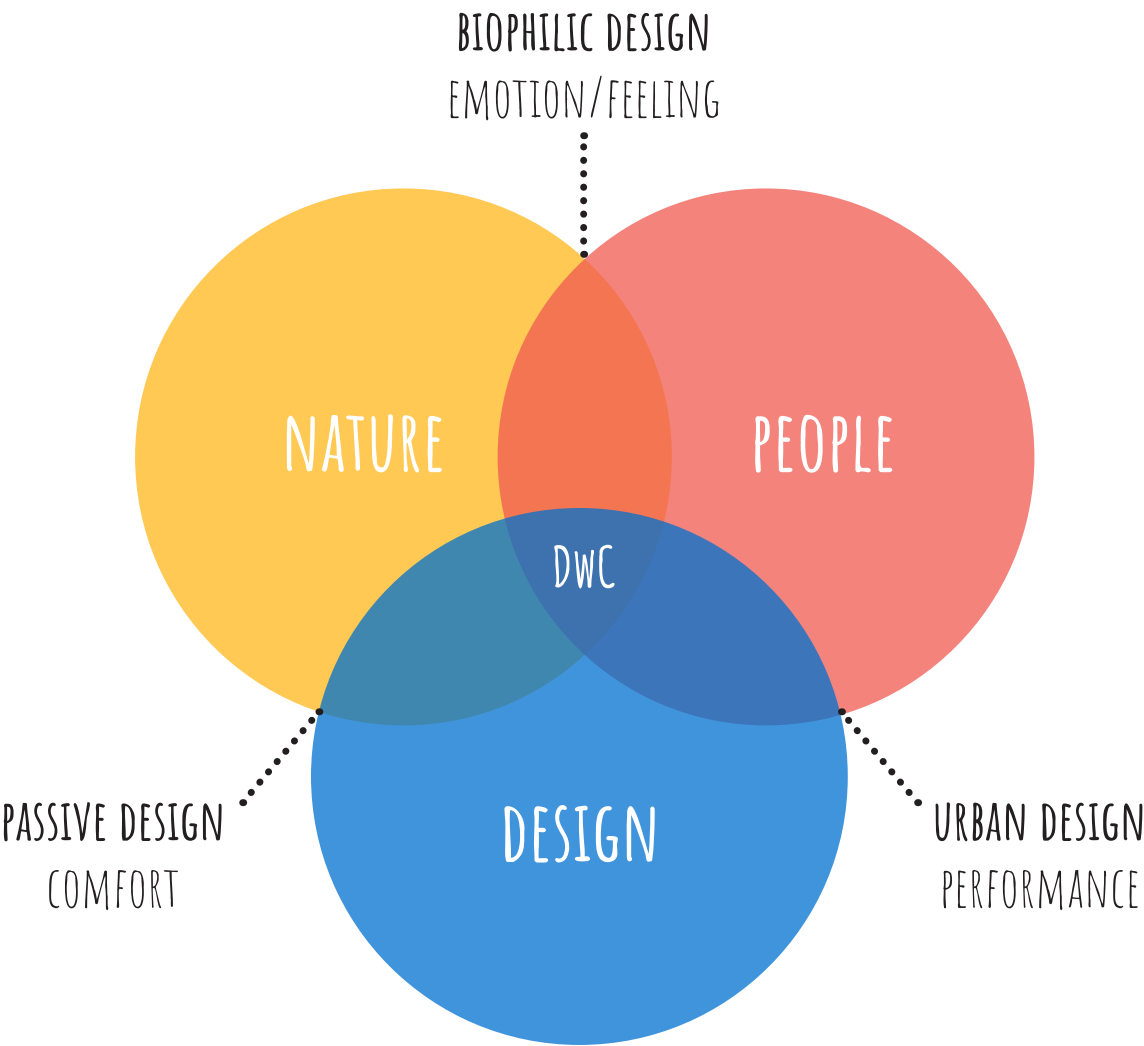 BIOPHILIC DESIGN
EMOTION/FEELING
NATURE
PEOPLE
DWC
DESIGN
PASSIVE DESIGN
COMFORT
URBAN DESIGN
PERFORMANCE